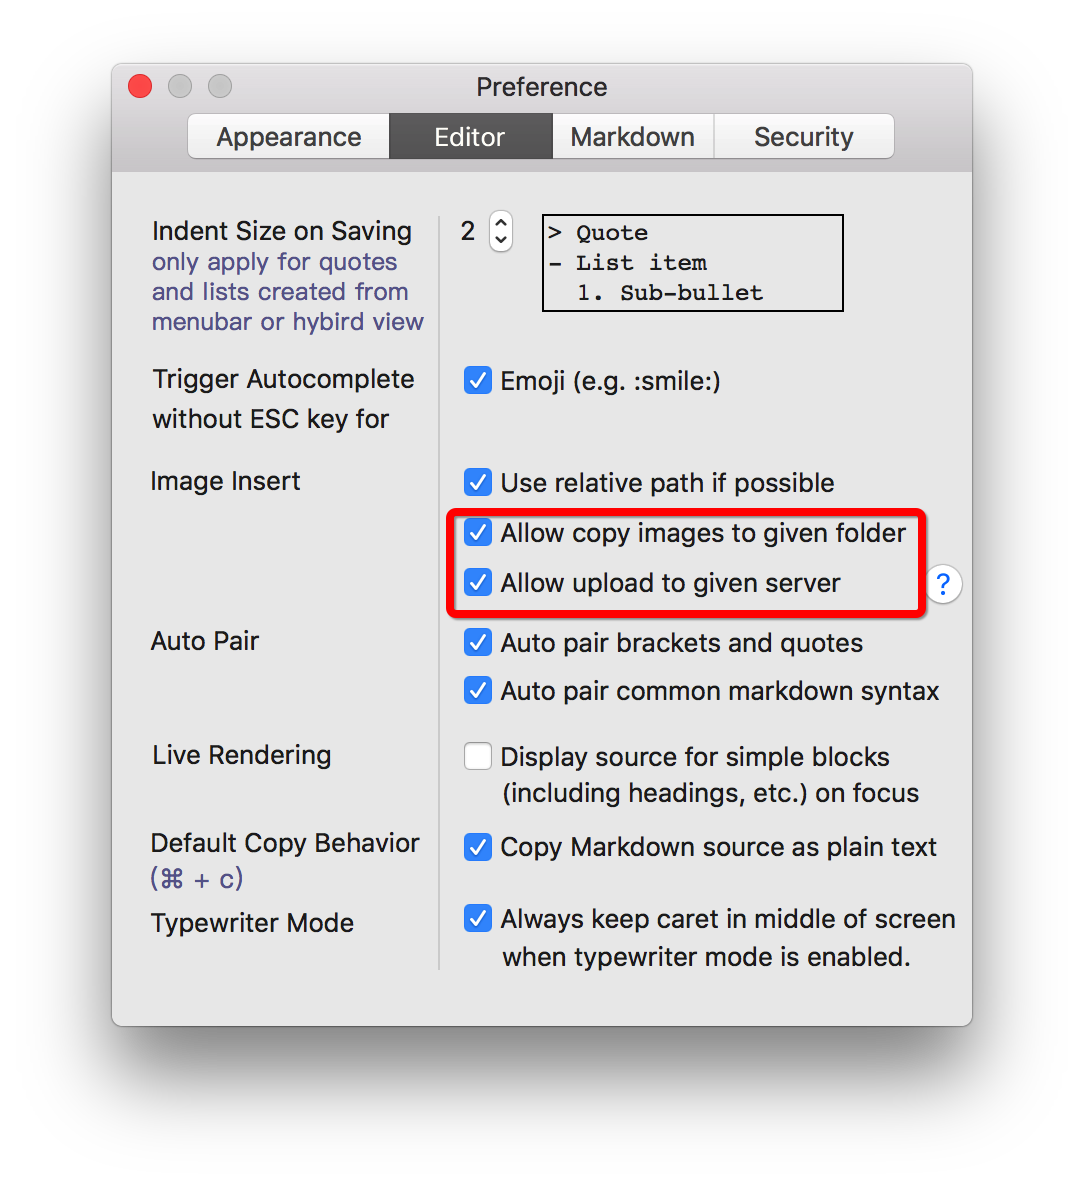 Preference
Appearance Editor Markdown Security
Indent Size on Saving
only apply for quotes
and lists created from
menubar or hybird view
2
> Quote
- List item
1. Sub-bullet
Trigger Autocomplete
without ESC key for
Emoji (e.g. :smile:)
Image Insert
Use relative path if possible
Allow copy images to given folder
Allow upload to given server
?
Auto Pair
Auto pair brackets and quotes
Auto pair common markdown syntax
Live Rendering
Display source for simple blocks
(including headings, etc.) on focus
Default Copy Behavior
(⌘ + c)
Copy Markdown source as plain text
Typewriter Mode
Always keep caret in middle of screen
when typewriter mode is enabled.